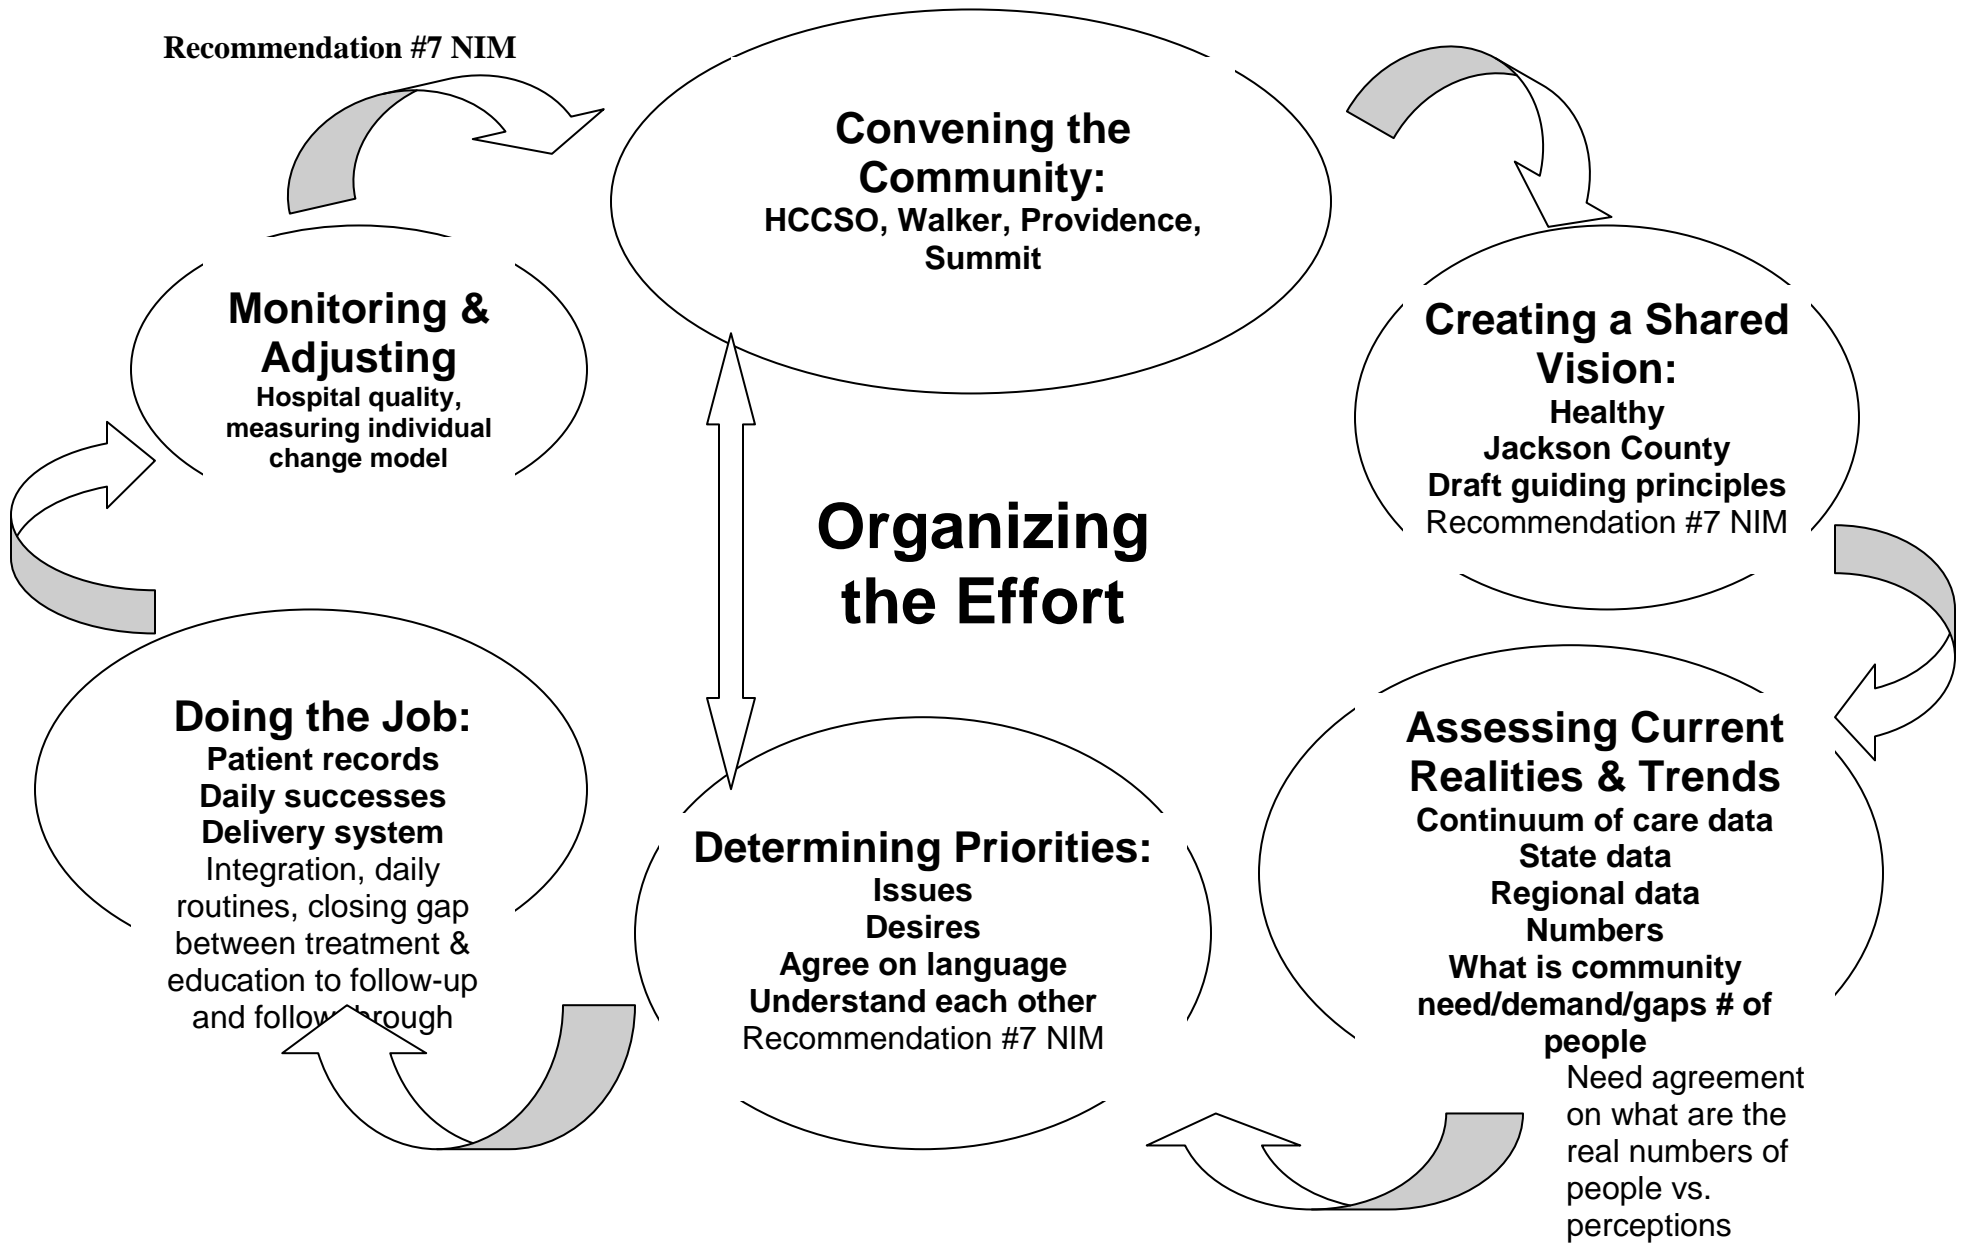 Recommendation #7 NIM
Convening the
Community:
HCCSO, Walker, Providence,
Summit
Creating a Shared
Vision:
Healthy
Jackson County
Draft guiding principles
Recommendation #7 NIM
Assessing Current
Realities & Trends
Continuum of care data
State data
Regional data
Numbers
What is community
need/demand/gaps # of
people
Need agreement
on what are the
real numbers of
people vs.
perceptions
Determining Priorities:
Issues
Desires
Agree on language
Understand each other
Recommendation #7 NIM
Doing the Job:
Patient records
Daily successes
Delivery system
Integration, daily
routines, closing gap
between treatment &
education to follow-up
and follow through
Monitoring &
Adjusting
Hospital quality,
measuring individual
change model
Organizing
the Effort